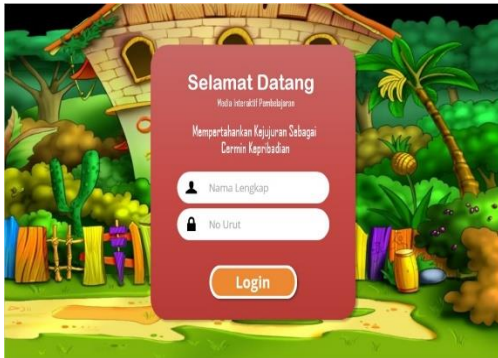 Selamat Datang
Media Interaktif Pembelajaran
Mempertahankan Kejujuran Sebagai
Cermin Kepribadian
Nama Lengkap
No Urut
Login